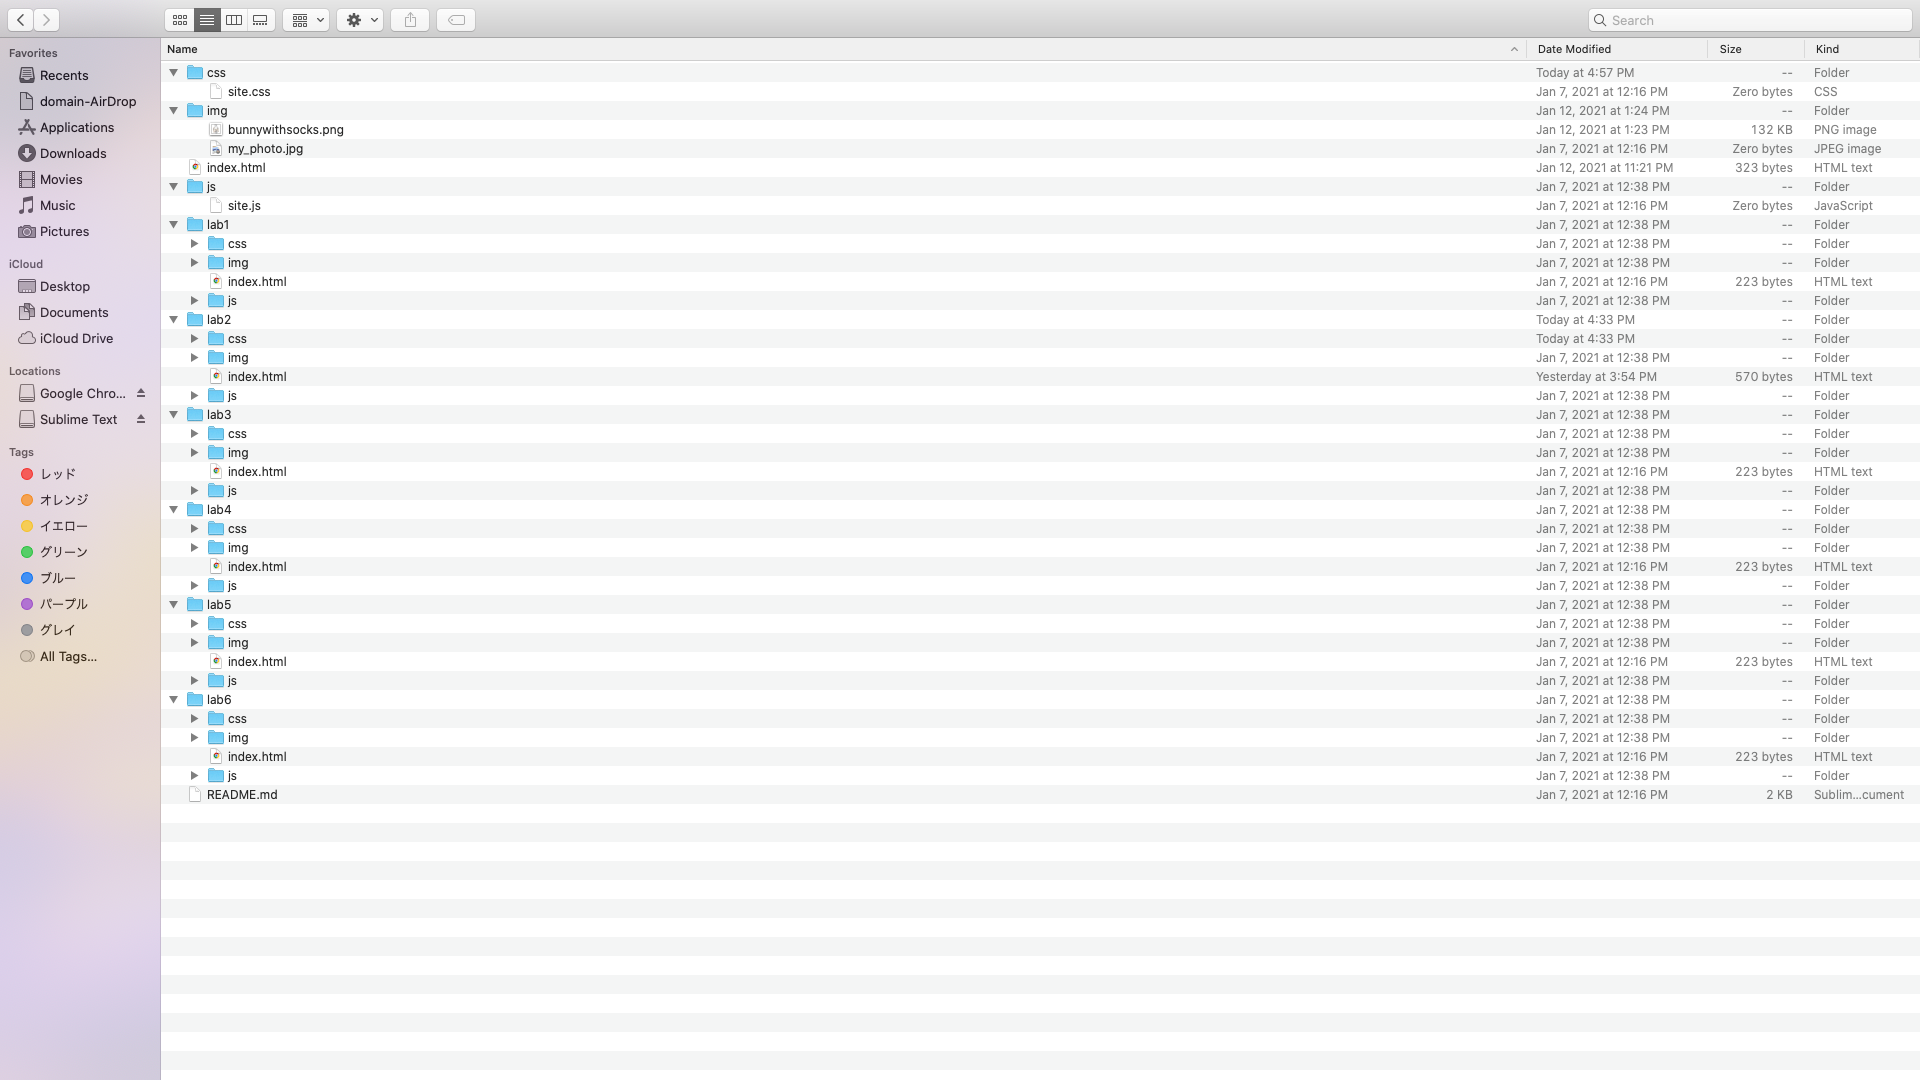 Search
Favorites
Recents
domain-AirDrop
Applications
Downloads
Movies
Music
Pictures
iCloud
Desktop
Documents
iCloud Drive
Locations
Google Chro...
Sublime Text
Tags
レッド
オレンジ
イエロー
グリーン
ブルー
パープル
グレイ
All Tags...
Name Date Modified Size Kind
css Today at 4:57 PM -- Folder
site.css Jan 7, 2021 at 12:16 PM Zero bytes CSS
img Jan 12, 2021 at 1:24 PM -- Folder
bunnywithsocks.png Jan 12, 2021 at 1:23 PM 132 KB PNG image
my_photo.jpg Jan 7, 2021 at 12:16 PM Zero bytes JPEG image
index.html Jan 12, 2021 at 11:21 PM 323 bytes HTML text
js Jan 7, 2021 at 12:38 PM -- Folder
site.js Jan 7, 2021 at 12:16 PM Zero bytes JavaScript
lab1 Jan 7, 2021 at 12:38 PM -- Folder
css Jan 7, 2021 at 12:38 PM -- Folder
img Jan 7, 2021 at 12:38 PM -- Folder
index.html Jan 7, 2021 at 12:16 PM 223 bytes HTML text
js Jan 7, 2021 at 12:38 PM -- Folder
lab2 Today at 4:33 PM -- Folder
css Today at 4:33 PM -- Folder
img Jan 7, 2021 at 12:38 PM -- Folder
index.html Yesterday at 3:54 PM 570 bytes HTML text
js Jan 7, 2021 at 12:38 PM -- Folder
lab3 Jan 7, 2021 at 12:38 PM -- Folder
css Jan 7, 2021 at 12:38 PM -- Folder
img Jan 7, 2021 at 12:38 PM -- Folder
index.html Jan 7, 2021 at 12:16 PM 223 bytes HTML text
js Jan 7, 2021 at 12:38 PM -- Folder
lab4 Jan 7, 2021 at 12:38 PM -- Folder
css Jan 7, 2021 at 12:38 PM -- Folder
img Jan 7, 2021 at 12:38 PM -- Folder
index.html Jan 7, 2021 at 12:16 PM 223 bytes HTML text
js Jan 7, 2021 at 12:38 PM -- Folder
lab5 Jan 7, 2021 at 12:38 PM -- Folder
css Jan 7, 2021 at 12:38 PM -- Folder
img Jan 7, 2021 at 12:38 PM -- Folder
index.html Jan 7, 2021 at 12:16 PM 223 bytes HTML text
js Jan 7, 2021 at 12:38 PM -- Folder
lab6 Jan 7, 2021 at 12:38 PM -- Folder
css Jan 7, 2021 at 12:38 PM -- Folder
img Jan 7, 2021 at 12:38 PM -- Folder
index.html Jan 7, 2021 at 12:16 PM 223 bytes HTML text
js Jan 7, 2021 at 12:38 PM -- Folder
README.md Jan 7, 2021 at 12:16 PM 2 KB Sublim...cument